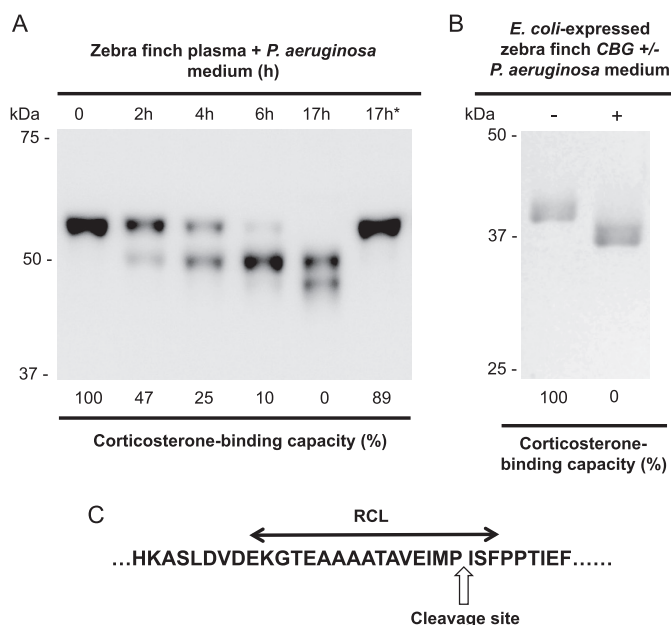 A
Zebra finch plasma + P. aeruginosa
medium (h)
kDa 0 2h 4h 6h 17h 17h*
75 -
50 -
37 -
100 47 25 10 0 89
Corticosterone-binding capacity (%)
B
E. coli-expressed
zebra finch CBG +/-
P. aeruginosa medium
kDa - +
50 -
37 -
25 -
100 0
Corticosterone-
binding capacity (%)
C
RCL
...HKASLDVDEKGTEAAAATAVEIMP ISFPPTIEF......
Cleavage site